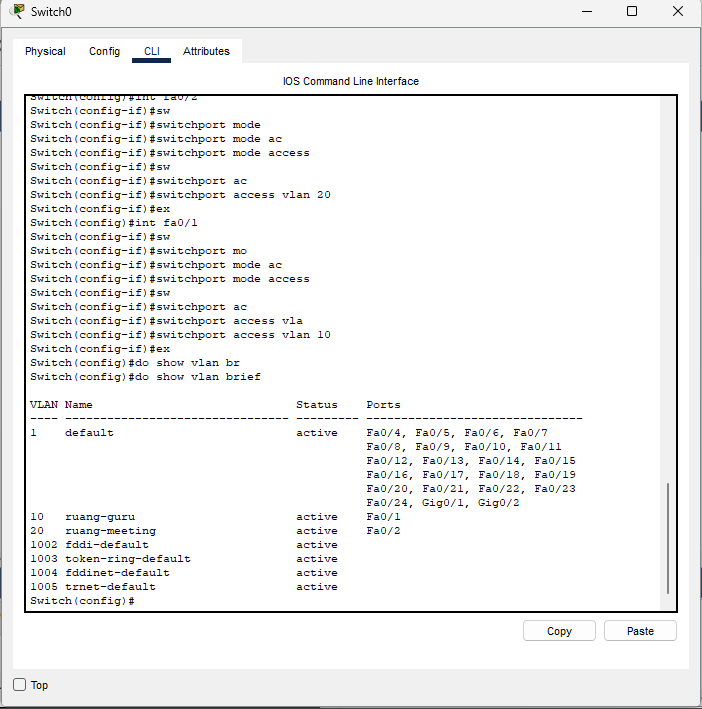 Switch0
Physical Config CLI Attributes
IOS Command Line Interface
Switch(config)#int fa0/2
Switch(config-if)#sw
Switch(config-if)#switchport mode
Switch(config-if)#switchport mode ac
Switch(config-if)#switchport mode access
Switch(config-if)#sw
Switch(config-if)#switchport ac
Switch(config-if)#switchport access vlan 20
Switch(config-if)#ex
Switch(config)#int fa0/1
Switch(config-if)#sw
Switch(config-if)#switchport mo
Switch(config-if)#switchport mode ac
Switch(config-if)#switchport mode access
Switch(config-if)#sw
Switch(config-if)#switchport ac
Switch(config-if)#switchport access vla
Switch(config-if)#switchport access vlan 10
Switch(config-if)#ex
Switch(config)#do show vlan br
Switch(config)#do show vlan brief
VLAN Name                             Status    Ports
---- -------------------------------- --------- -------------------------------
1    default                          active    Fa0/4, Fa0/5, Fa0/6, Fa0/7
                                                Fa0/8, Fa0/9, Fa0/10, Fa0/11
                                                Fa0/12, Fa0/13, Fa0/14, Fa0/15
                                                Fa0/16, Fa0/17, Fa0/18, Fa0/19
                                                Fa0/20, Fa0/21, Fa0/22, Fa0/23
                                                Fa0/24, Gig0/1, Gig0/2
10   ruang-guru                       active    Fa0/1
20   ruang-meeting                    active    Fa0/2
1002 fddi-default                     active
1003 token-ring-default               active
1004 fddinet-default                  active
1005 trnet-default                    active
Switch(config)#
Copy Paste
Top